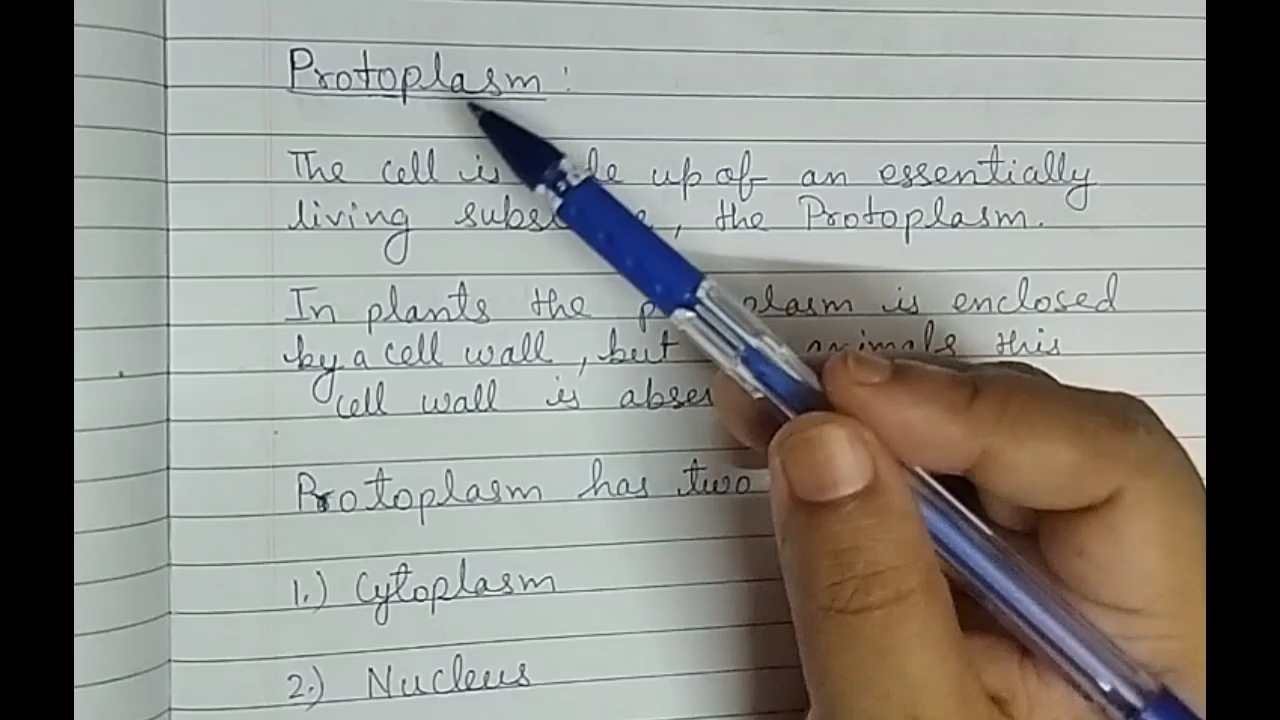 Protoplasm :
The cell is up of an essentially
living , the Protoplasm.
In plants the is enclosed
by a cell wall , but animals this
cell wall is
Protoplasm has two
1.) Cytoplasm
2.) Nucleus